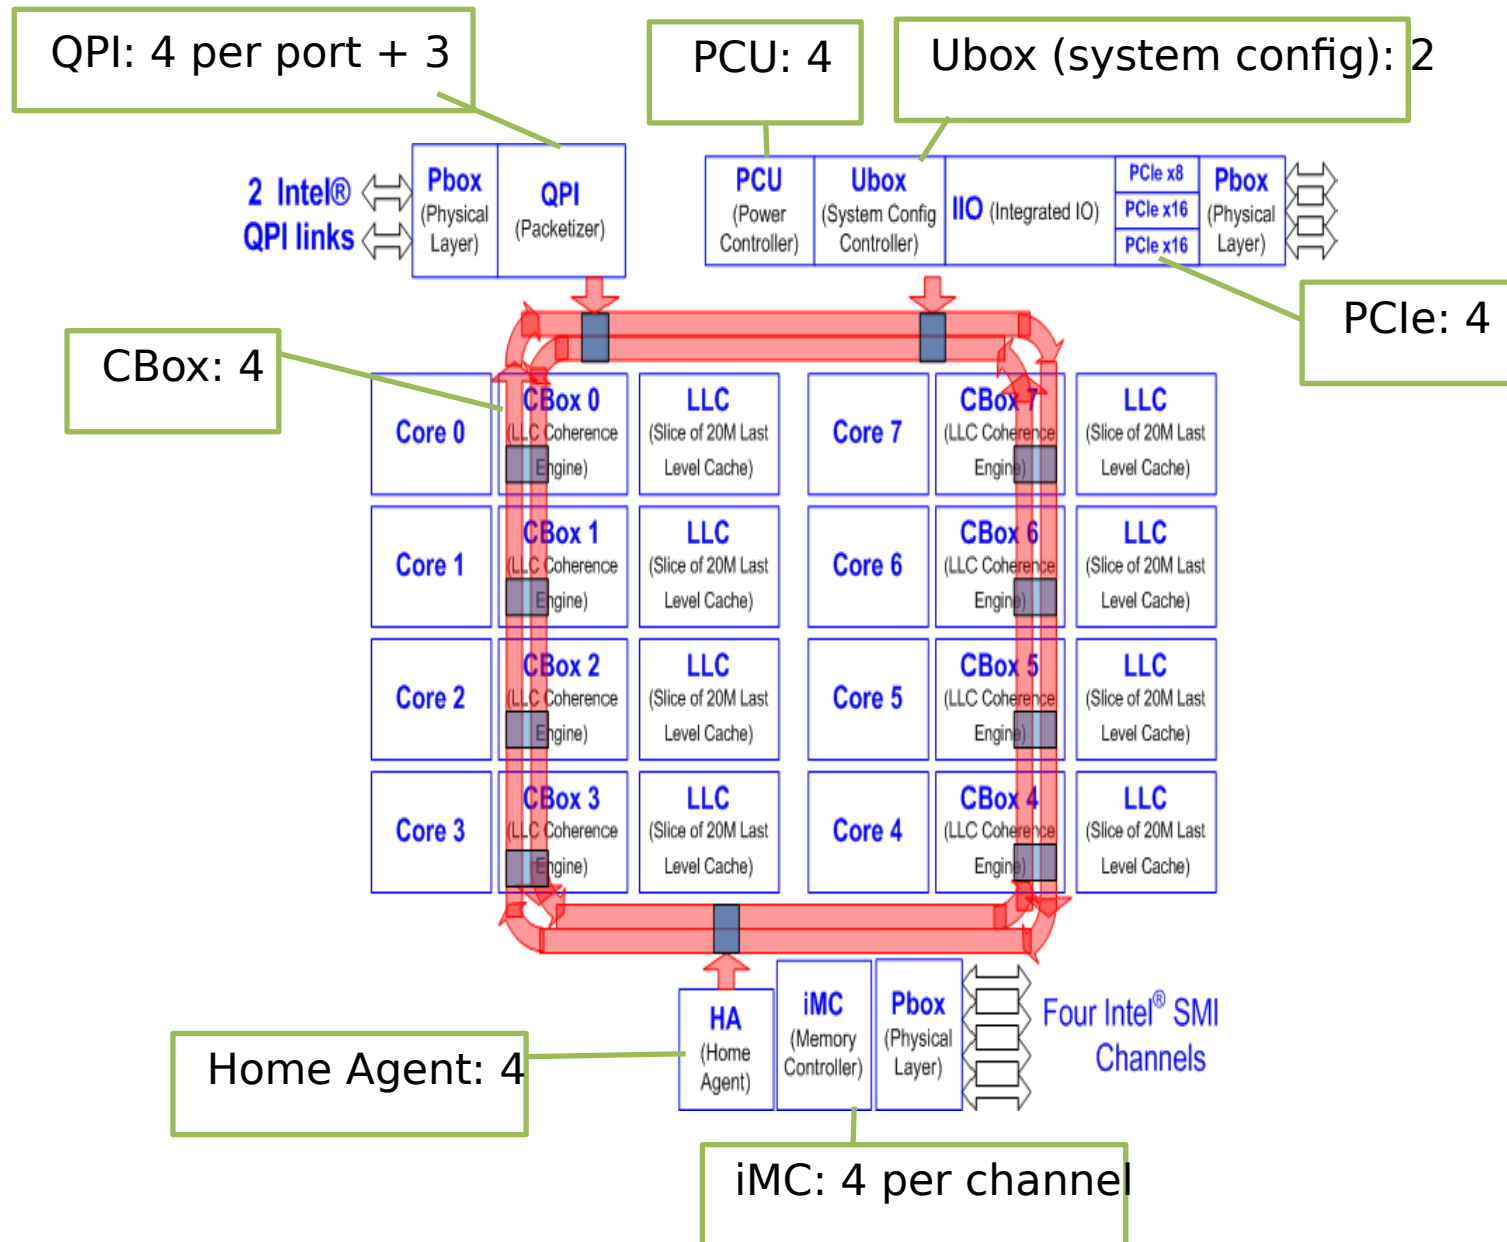 QPI: 4 per port + 3
PCU: 4
Ubox (system config): 2
2 Intel®
QPI links
Pbox
(Physical
Layer)
QPI
(Packetizer)
PCU
(Power
Controller)
Ubox
(System Config
Controller)
IIO (Integrated IO)
PCIe x8
PCIe x16
PCIe x16
Pbox
(Physical
Layer)
PCIe: 4
CBox: 4
Core 0
CBox 0
(LLC Coherence
Engine)
LLC
(Slice of 20M Last
Level Cache)
Core 7
CBox 7
(LLC Coherence
Engine)
LLC
(Slice of 20M Last
Level Cache)
Core 1
CBox 1
(LLC Coherence
Engine)
LLC
(Slice of 20M Last
Level Cache)
Core 6
CBox 6
(LLC Coherence
Engine)
LLC
(Slice of 20M Last
Level Cache)
Core 2
CBox 2
(LLC Coherence
Engine)
LLC
(Slice of 20M Last
Level Cache)
Core 5
CBox 5
(LLC Coherence
Engine)
LLC
(Slice of 20M Last
Level Cache)
Core 3
CBox 3
(LLC Coherence
Engine)
LLC
(Slice of 20M Last
Level Cache)
Core 4
CBox 4
(LLC Coherence
Engine)
LLC
(Slice of 20M Last
Level Cache)
HA
(Home
Agent)
iMC
(Memory
Controller)
Pbox
(Physical
Layer)
Four Intel® SMI
Channels
Home Agent: 4
iMC: 4 per channel